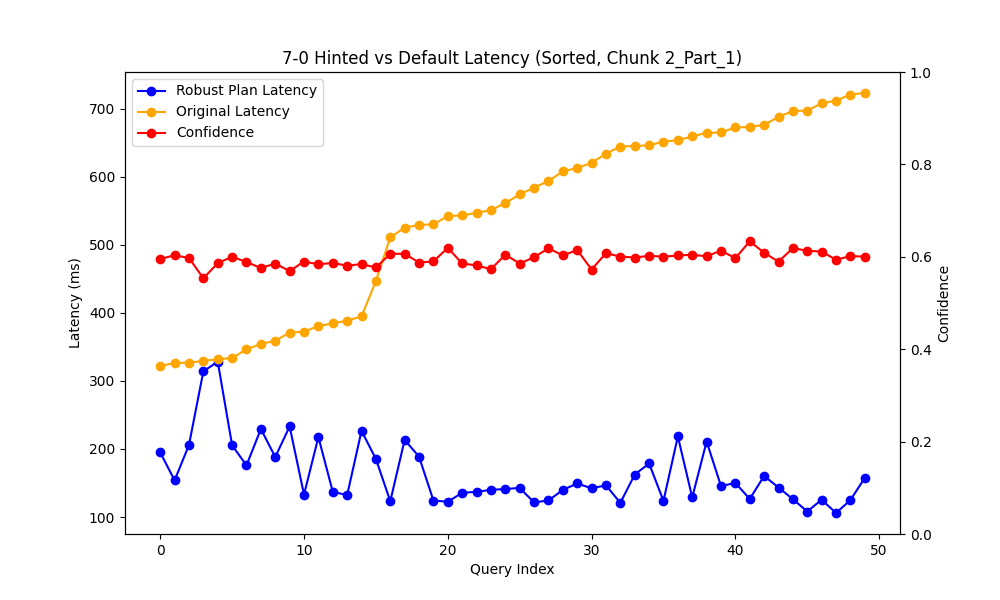 7-0 Hinted vs Default Latency (Sorted, Chunk 2_Part_1)
Robust Plan Latency
Original Latency
Confidence
Latency (ms)
700
600
500
400
300
200
100
1.0
0.8
0.6
0.4
0.2
0.0
Confidence
0 10 20 30 40 50
Query Index